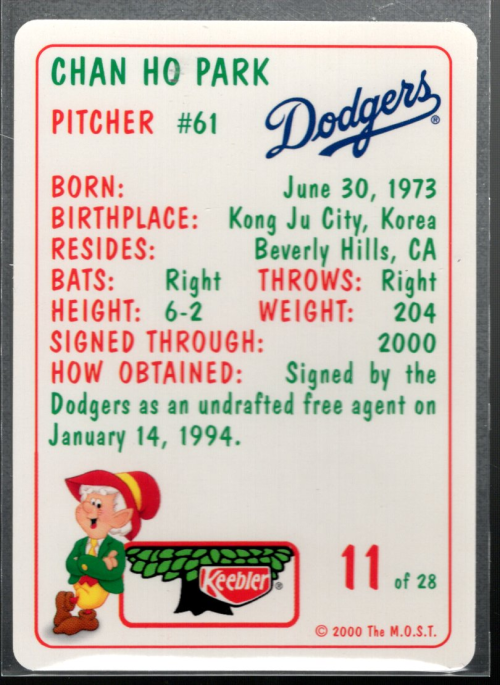 CHAN HO PARK
PITCHER #61
Dodgers®
BORN: June 30, 1973
BIRTHPLACE: Kong Ju City, Korea
RESIDES: Beverly Hills, CA
BATS: Right THROWS: Right
HEIGHT: 6-2 WEIGHT: 204
SIGNED THROUGH: 2000
HOW OBTAINED: Signed by the
Dodgers as an undrafted free agent on
January 14, 1994.
Keebler®
11 of 28
© 2000 The M.O.S.T.